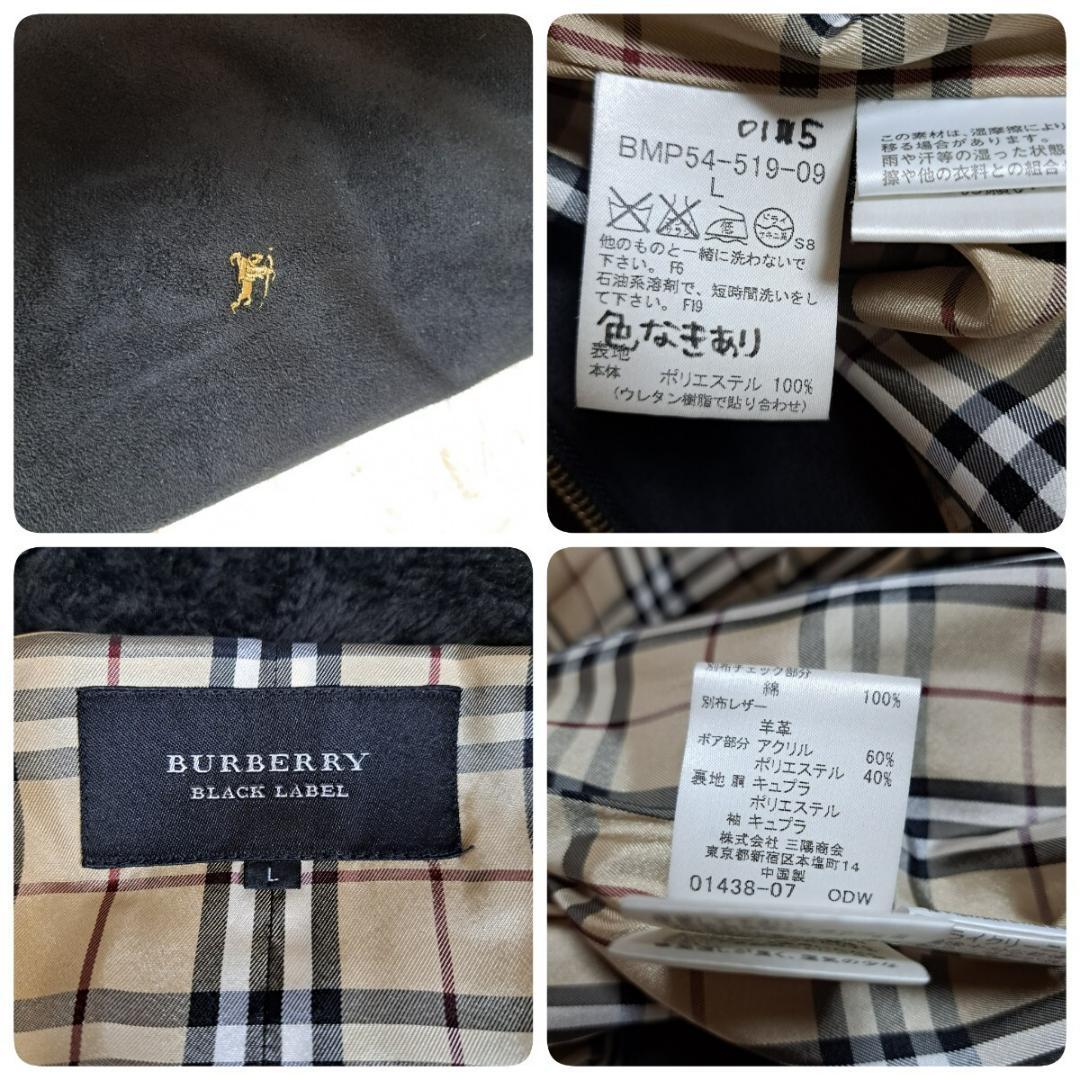 01 5
BMP54-519-09
L
低
ドライ
S8
他のものと一緒に洗わないで
下さい。 F6
石油系溶剤で、短時間洗いをし
て下さい。 F19
色なきあり
表地
本体 ポリエステル 100%
(ウレタン樹脂で貼り合わせ)
この素材は、湿摩擦により
移る場合があります。
雨や汗等の湿った状態
擦や他の衣料との組合
BURBERRY
BLACK LABEL
L
別布チェック部分
綿 100%
別布レザー
羊革
ボア部分 アクリル 60%
ポリエステル 40%
裏地 胴 キュプラ
ポリエステル
袖 キュプラ
株式会社 三陽商会
東京都新宿区本塩町14
中国製
01438-07 ODW